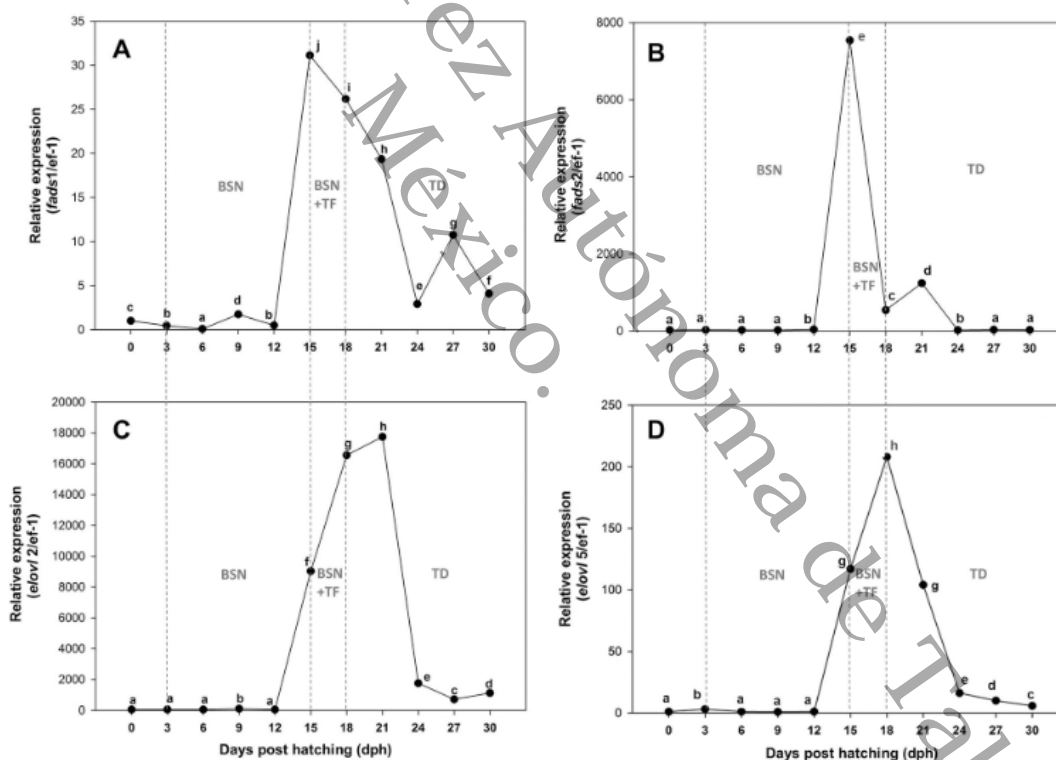 A
Relative expression
(fads1/ef-1)
35
30
25
20
15
10
5
0
c
b
a
d
b
j
i
h
e
g
f
BSN
BSN
+TF
TD
0 3 6 9 12 15 18 21 24 27 30
B
Relative expression
(fads2/ef-1)
8000
6000
4000
2000
0
a
a
a
a
b
e
c
d
b
a
a
BSN
BSN
+TF
TD
0 3 6 9 12 15 18 21 24 27 30
C
Relative expression
(elovl 2/ef-1)
20000
18000
16000
14000
12000
10000
8000
6000
4000
2000
0
a
a
a
b
a
f
g
h
e
c
d
BSN
BSN
+TF
TD
0 3 6 9 12 15 18 21 24 27 30
Days post hatching (dph)
D
Relative expression
(elovl 5/ef-1)
250
200
150
100
50
0
a
b
a
a
a
g
h
g
e
d
c
BSN
BSN
+TF
TD
0 3 6 9 12 15 18 21 24 27 30
Days post hatching (dph)
ez Autónoma de Tab
México.